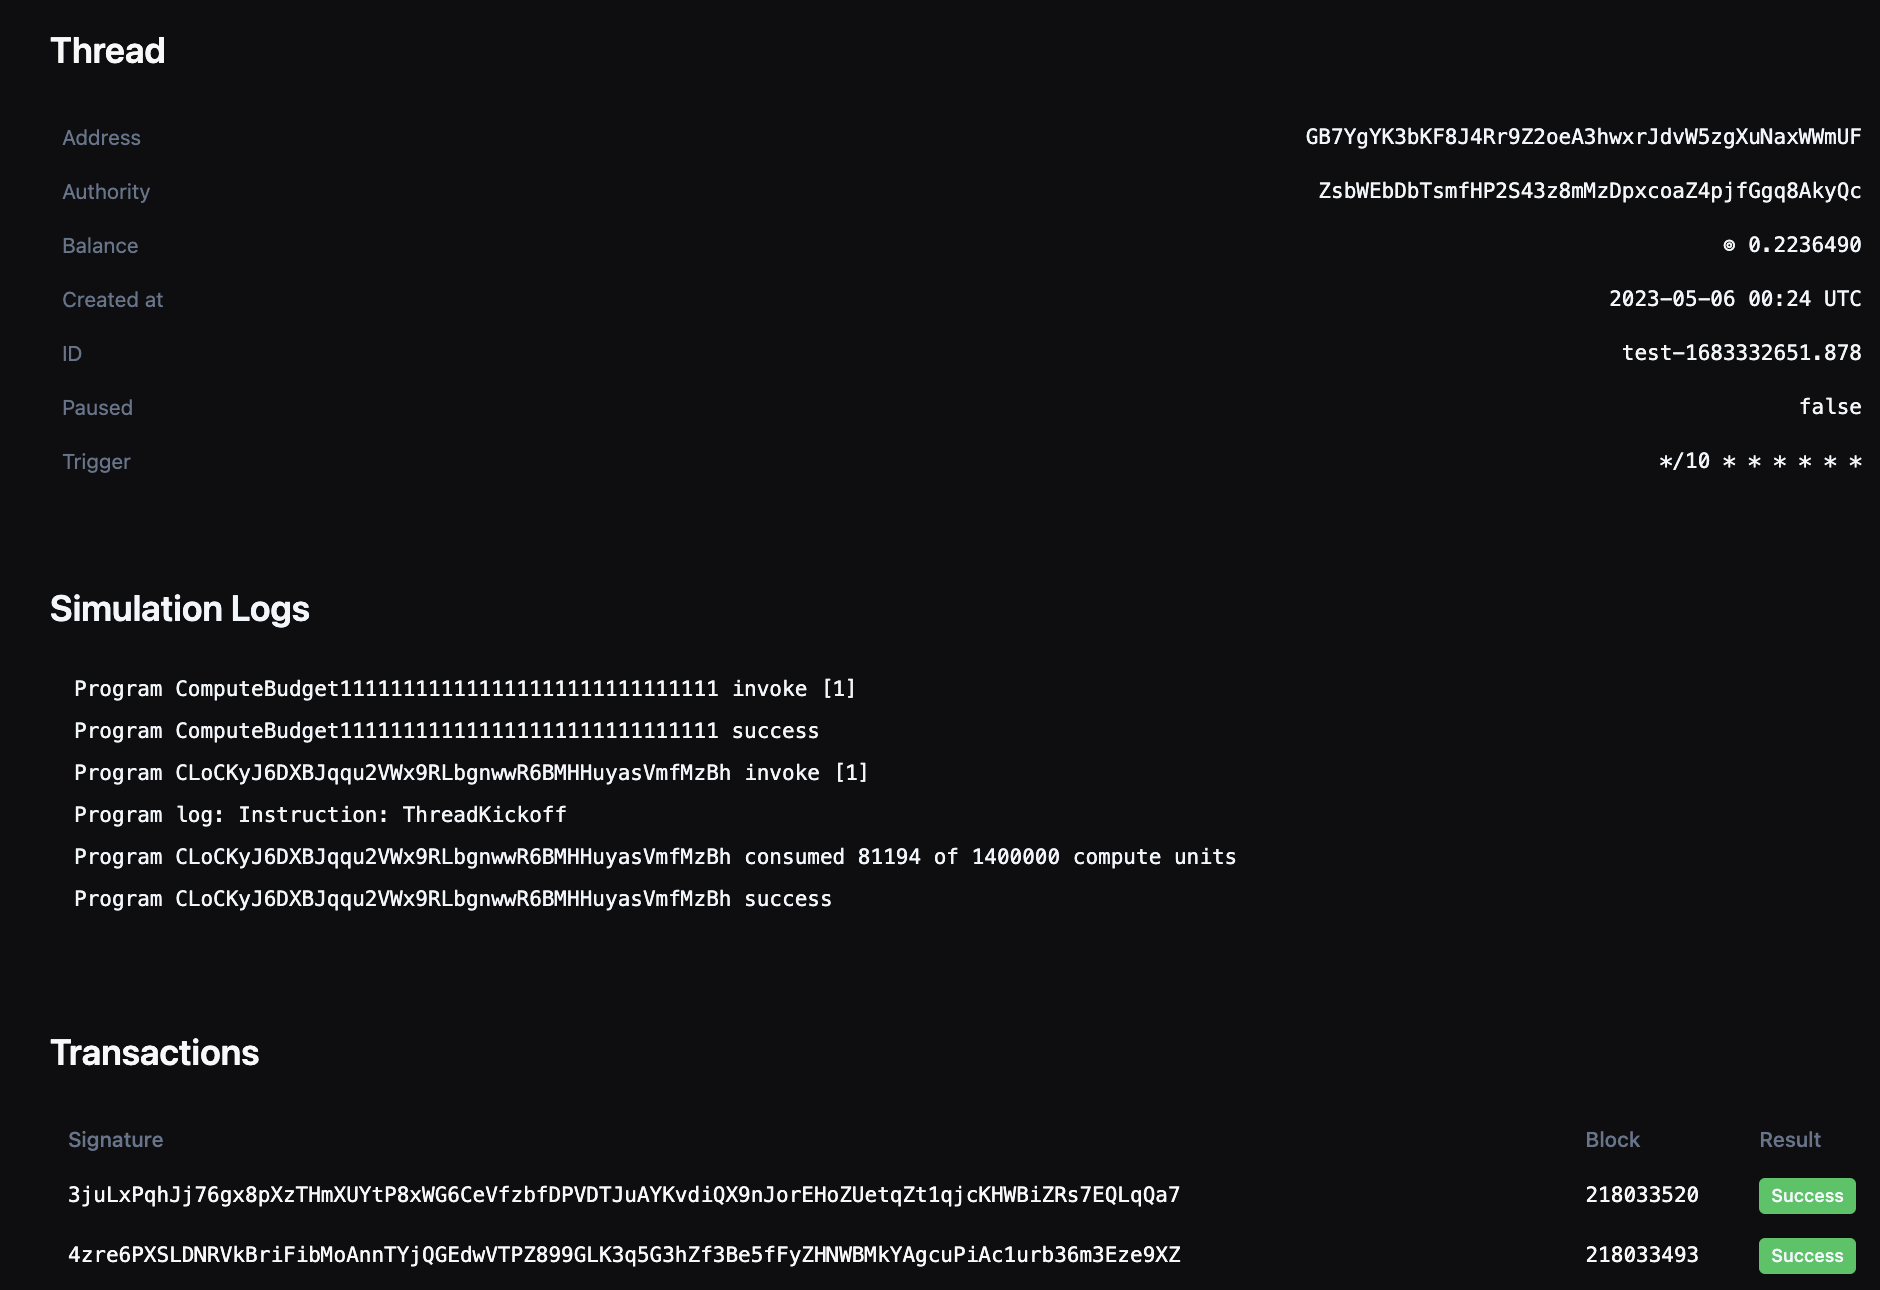 Thread
Address GB7YgYK3bKF8J4Rr9Z2oeA3hwxrJdvW5zgXuNaxWWmUF
Authority ZsbWEbDbTsmfHP2S43z8mMzDpxcoaZ4pjfGgq8AkyQc
Balance ⊚ 0.2236490
Created at 2023-05-06 00:24 UTC
ID test-1683332651.878
Paused false
Trigger */10 * * * * * *
Simulation Logs
Program ComputeBudget111111111111111111111111111111 invoke [1]
Program ComputeBudget111111111111111111111111111111 success
Program CLoCKyJ6DXBJqqu2VWx9RLbgnwwR6BMHHuyasVmfMzBh invoke [1]
Program log: Instruction: ThreadKickoff
Program CLoCKyJ6DXBJqqu2VWx9RLbgnwwR6BMHHuyasVmfMzBh consumed 81194 of 1400000 compute units
Program CLoCKyJ6DXBJqqu2VWx9RLbgnwwR6BMHHuyasVmfMzBh success
Transactions
Signature Block Result
3juLxPqhJj76gx8pXzTHmXUYtP8xWG6CeVfzbfDPVDTJuAYKvdiQX9nJorEHoZUetqZt1qjcKHWBiZRs7EQLqQa7 218033520 Success
4zre6PXSLDNRVkBriFibMoAnnTYjQGEdwVTPZ899GLK3q5G3hZf3Be5fFyZHNWBMkYAgcuPiAc1urb36m3Eze9XZ 218033493 Success